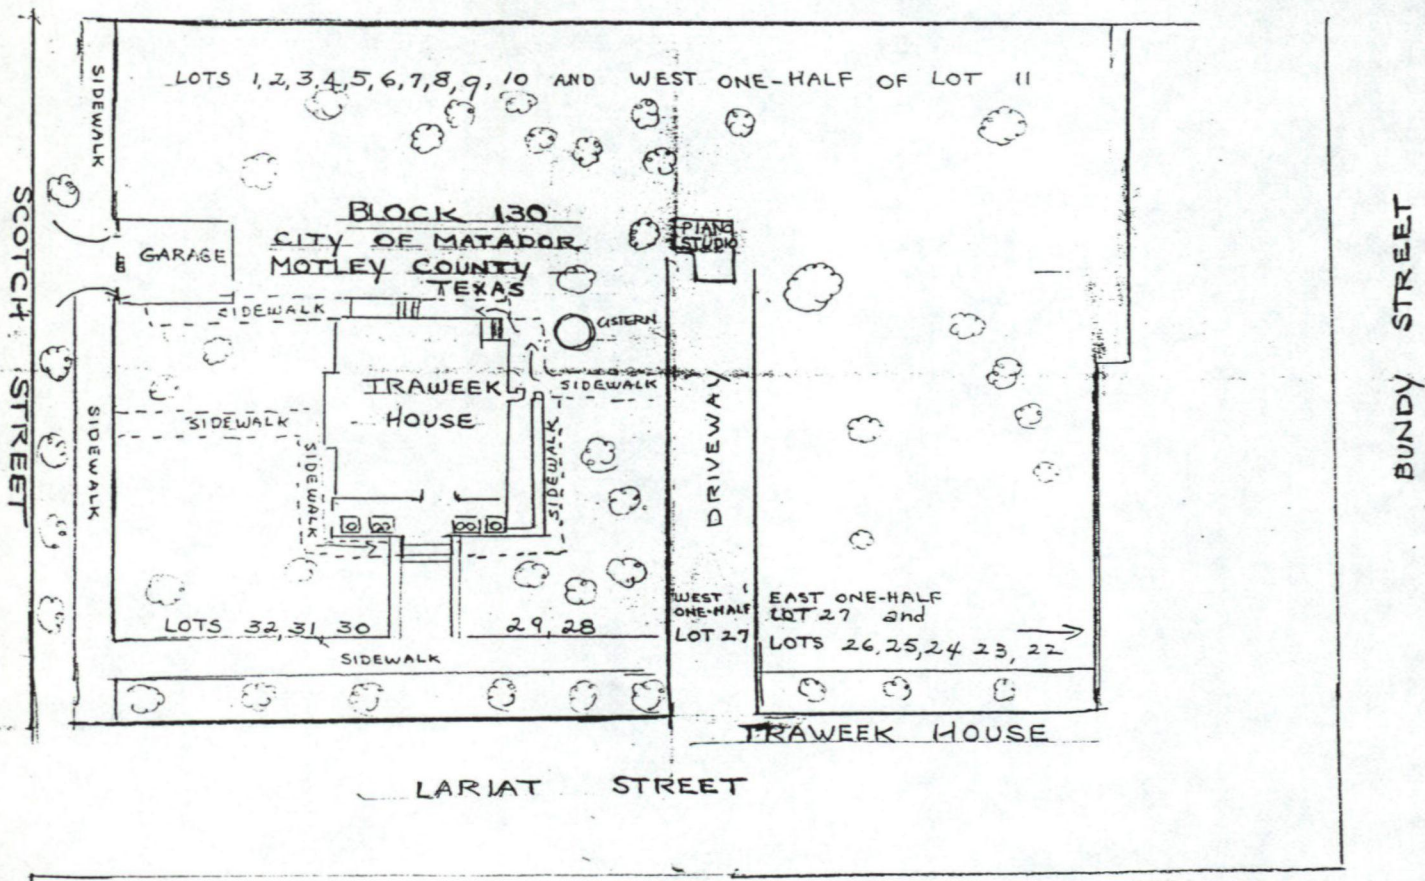 LOTS 1,2,3,4,5,6,7,8,9,10 AND WEST ONE-HALF OF LOT 11
SIDEWALK
SCOTCH STREET
BUNDY STREET
BLOCK 130
CITY OF MATADOR
MOTLEY COUNTY
TEXAS
GARAGE
PIANO
STUDIO
SIDEWALK
CISTERN
TRAWEEK
HOUSE
SIDEWALK
DRIVEWAY
SIDEWALK
SIDEWALK
SIDEWALK
SIDEWALK
WEST
ONE-HALF
LOT 27
EAST ONE-HALF
LOT 27 and
LOTS 26,25,24 23, 22
LOTS 32, 31, 30
29, 28
SIDEWALK
TRAWEEK HOUSE
LARIAT STREET